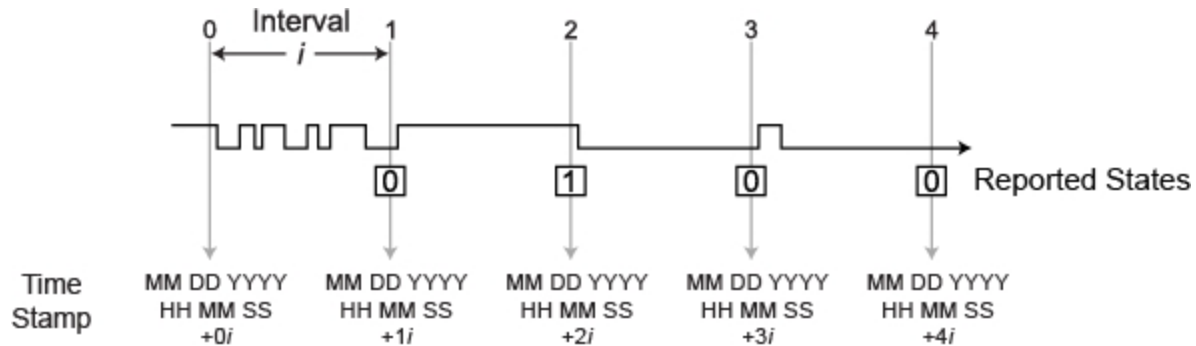 0 Interval 1 2 3 4
i
0 1 0 0 Reported States
Time Stamp
MM DD YYYY MM DD YYYY MM DD YYYY MM DD YYYY MM DD YYYY
HH MM SS HH MM SS HH MM SS HH MM SS HH MM SS
+0i +1i +2i +3i +4i